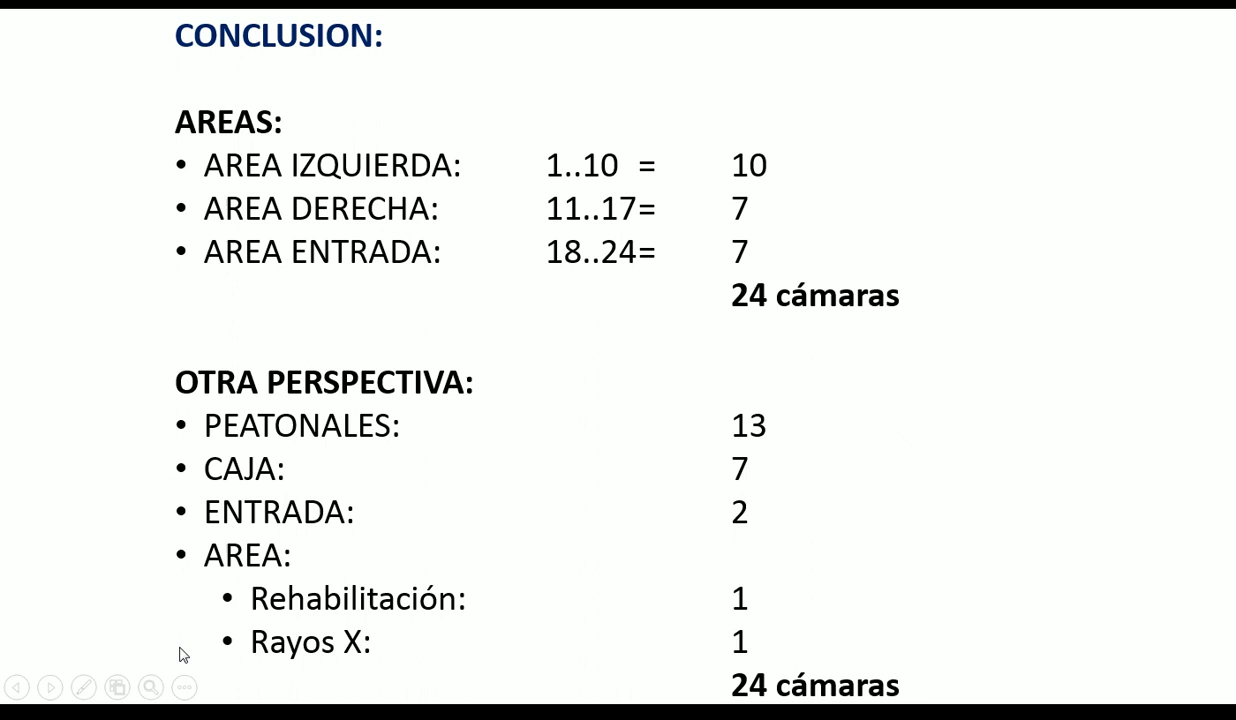 CONCLUSION:
AREAS:
• AREA IZQUIERDA: 1..10 = 10
• AREA DERECHA: 11..17= 7
• AREA ENTRADA: 18..24= 7
24 cámaras
OTRA PERSPECTIVA:
• PEATONALES: 13
• CAJA: 7
• ENTRADA: 2
• AREA:
• Rehabilitación: 1
• Rayos X: 1
24 cámaras